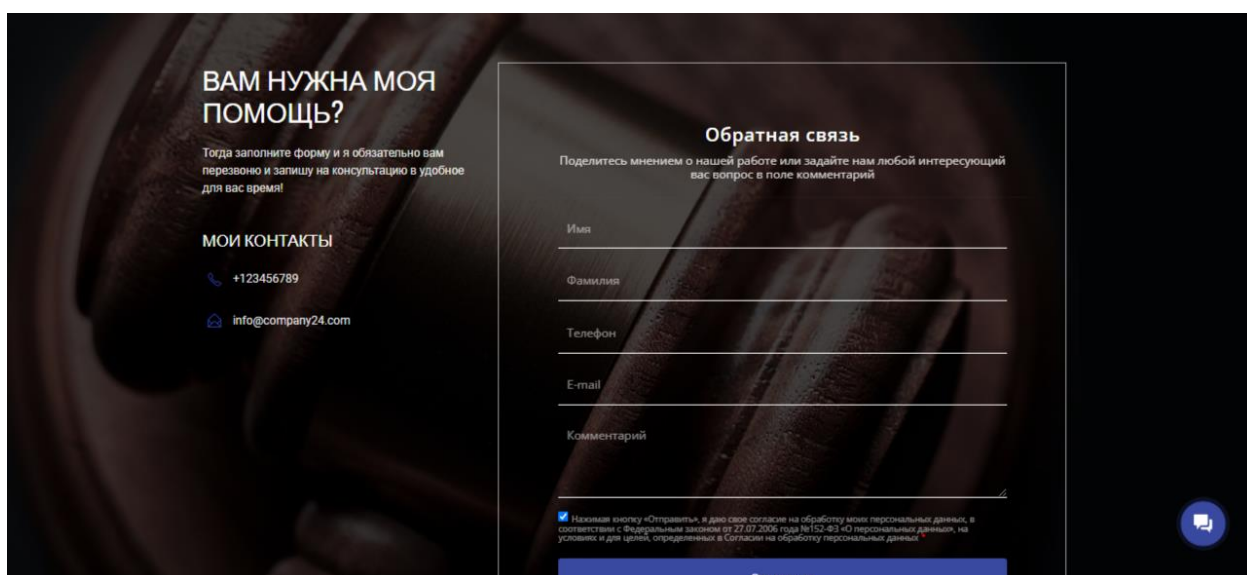 ВАМ НУЖНА МОЯ
ПОМОЩЬ?
Тогда заполните форму и я обязательно вам
перезвоню и запишу на консультацию в удобное
для вас время!
МОИ КОНТАКТЫ
+123456789
info@company24.com
Обратная связь
Поделитесь мнением о нашей работе или задайте нам любой интересующий
вас вопрос в поле комментарий
Имя
Фамилия
Телефон
E-mail
Комментарий
Нажимая кнопку «Отправить», я даю свое согласие на обработку моих персональных данных, в
соответствии с Федеральным законом от 27.07.2006 года №152-ФЗ «О персональных данных», на
условиях и для целей, определенных в Согласии на обработку персональных данных *